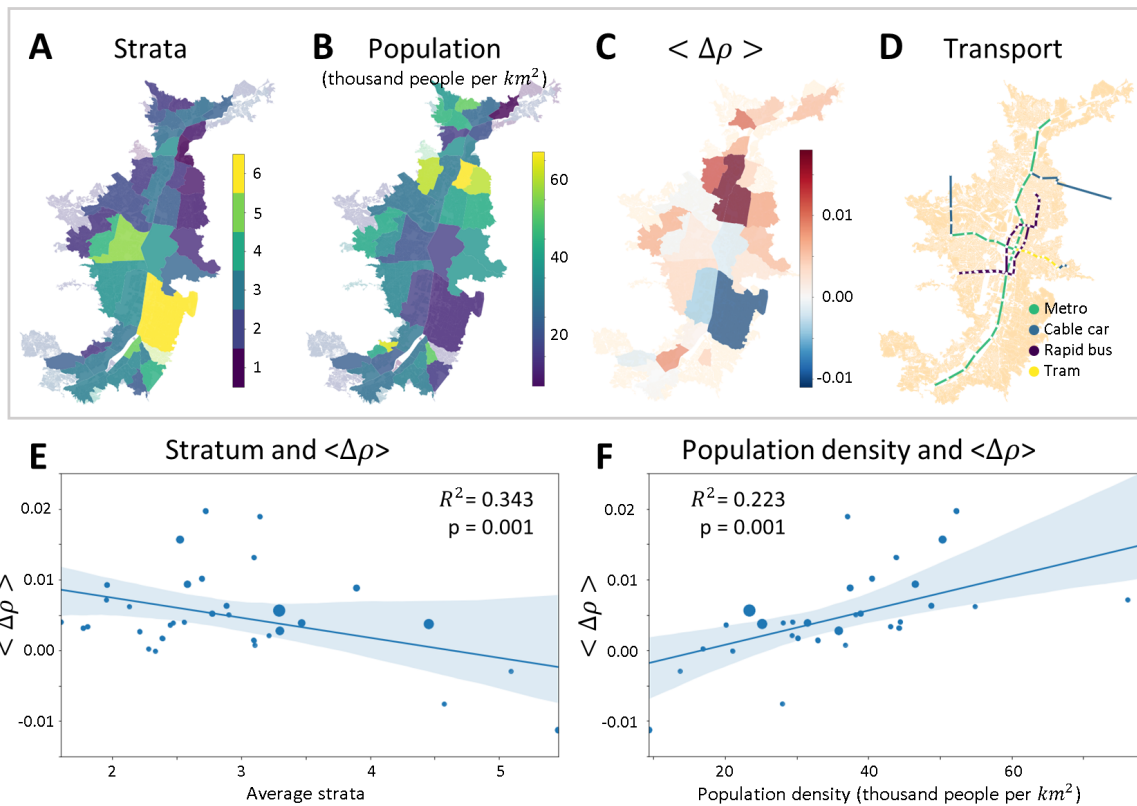 A Strata
B Population
(thousand people per km²)
C < Δρ >
D Transport
6
5
4
3
2
1
60
40
20
0.01
0.00
-0.01
Metro
Cable car
Rapid bus
Tram
E Stratum and <Δρ>
R² = 0.343
p = 0.001
< Δρ >
0.02
0.01
0.00
-0.01
2 3 4 5
Average strata
F Population density and <Δρ>
R² = 0.223
p = 0.001
< Δρ >
0.02
0.01
0.00
-0.01
20 40 60
Population density (thousand people per km²)